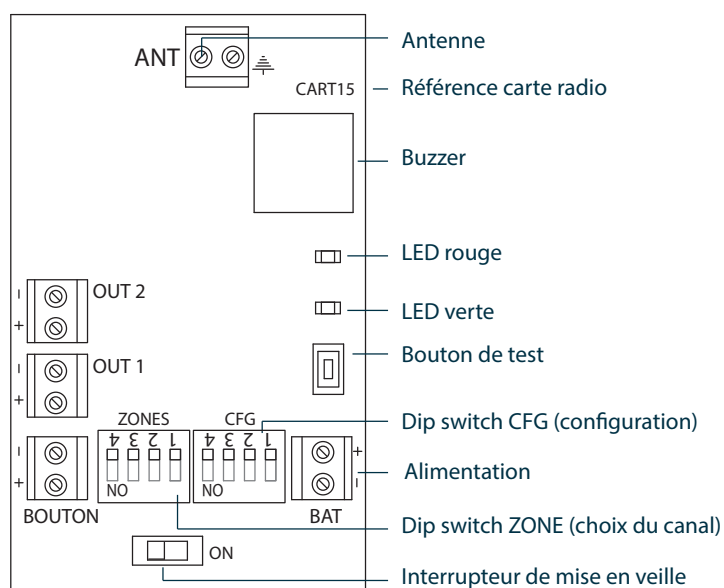 ANT
Antenne
CART15
Référence carte radio
Buzzer
LED rouge
- OUT 2
+
LED verte
- OUT 1
+
Bouton de test
ZONES CFG
Dip switch CFG (configuration)
4 3 2 1 4 3 2 1
- +
Alimentation
+ -
NO NO
BOUTON BAT
Dip switch ZONE (choix du canal)
ON
Interrupteur de mise en veille